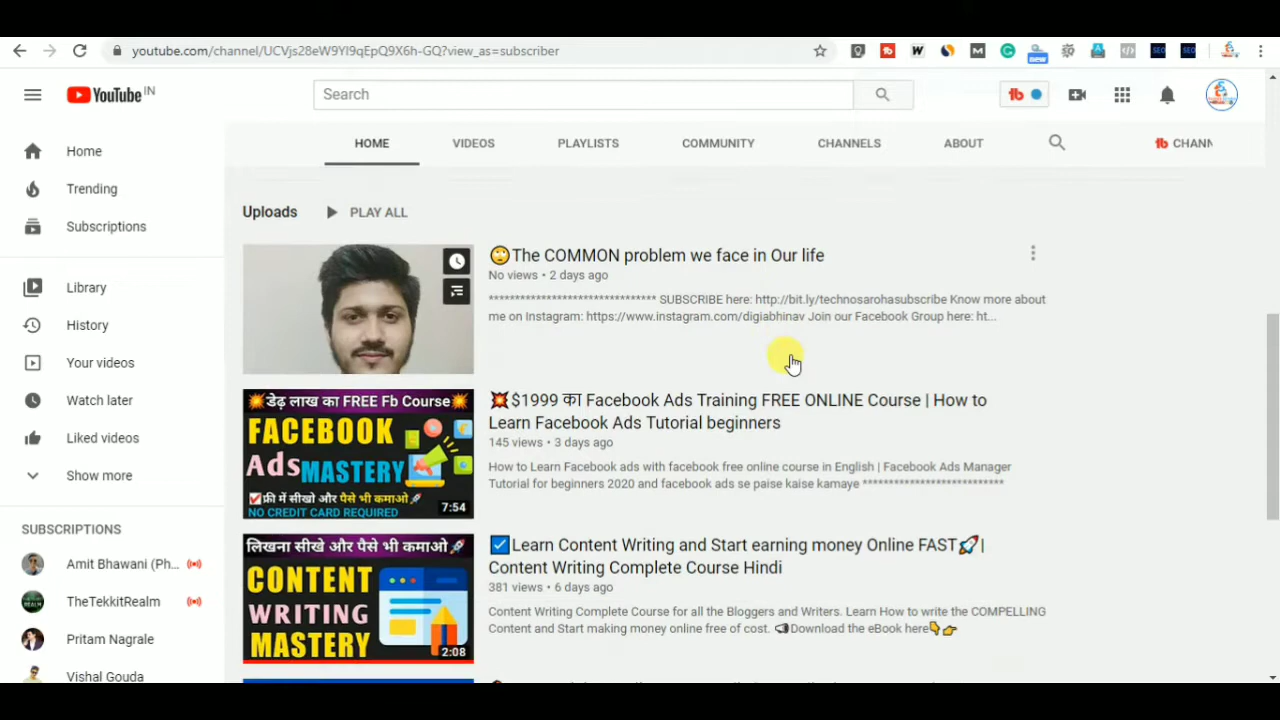 youtube.com/channel/UCVjs28eW9Yl9qEpQ9X6h-GQ?view_as=subscriber
new
SEO
SEO
YouTube IN
Search
HOME
VIDEOS
PLAYLISTS
COMMUNITY
CHANNELS
ABOUT
CHANN
Home
Trending
Subscriptions
Library
History
Your videos
Watch later
Liked videos
Show more
SUBSCRIPTIONS
Amit Bhawani (Ph...
TheTekkitRealm
Pritam Nagrale
Vishal Gouda
Uploads
PLAY ALL
🙄The COMMON problem we face in Our life
No views • 2 days ago
******************************* SUBSCRIBE here: http://bit.ly/technosarohasubscribe Know more about
me on Instagram: https://www.instagram.com/digiabhinav Join our Facebook Group here: ht...
💥डेढ़ लाख का FREE Fb Course💥
FACEBOOK
Ads MASTERY
☑फ्री में सीखो और पैसे भी कमाओ🚀
NO CREDIT CARD REQUIRED
7:54
💥$1999 का Facebook Ads Training FREE ONLINE Course | How to
Learn Facebook Ads Tutorial beginners
145 views • 3 days ago
How to Learn Facebook ads with facebook free online course in English | Facebook Ads Manager
Tutorial for beginners 2020 and facebook ads se paise kaise kamaye ***************************
लिखना सीखे और पैसे भी कमाओ🚀
CONTENT
WRITING
MASTERY
2:08
☑Learn Content Writing and Start earning money Online FAST🚀|
Content Writing Complete Course Hindi
381 views • 6 days ago
Content Writing Complete Course for all the Bloggers and Writers. Learn How to write the COMPELLING
Content and Start making money online free of cost. 📢Download the eBook here👇👉